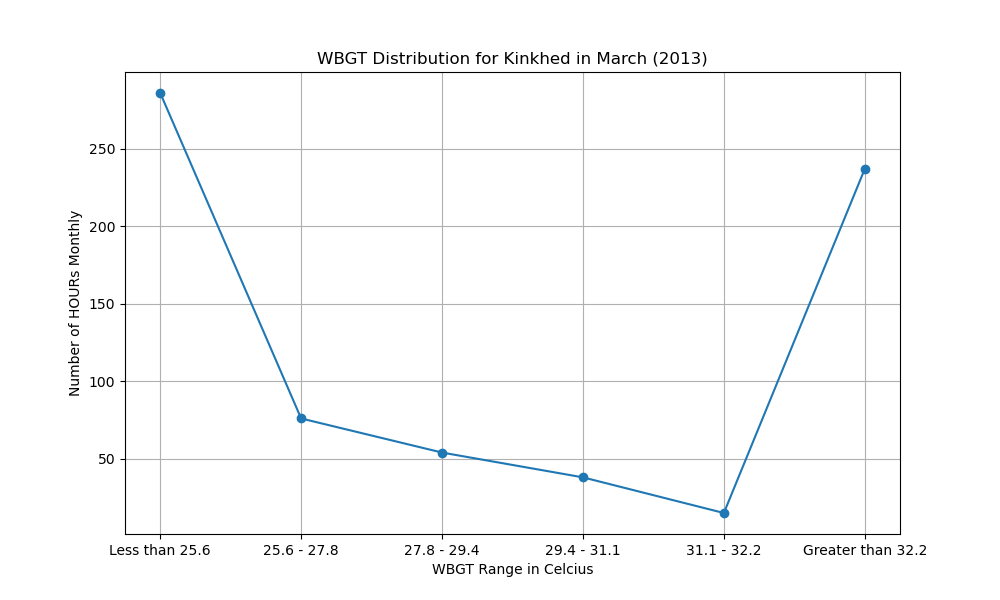 WBGT Distribution for Kinkhed in March (2013)
Number of HOURs Monthly
250
200
150
100
50
Less than 25.6
25.6 - 27.8
27.8 - 29.4
29.4 - 31.1
31.1 - 32.2
Greater than 32.2
WBGT Range in Celcius